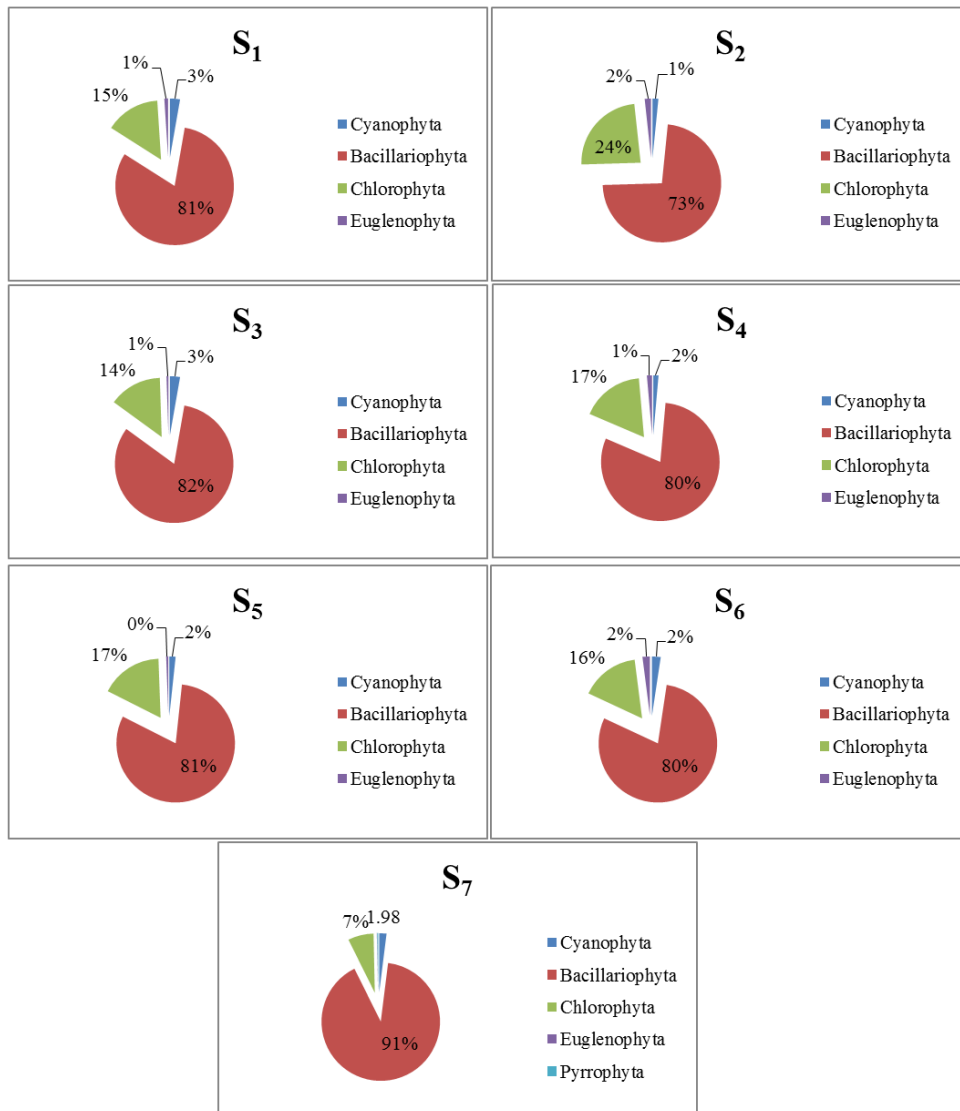 S1
1%
3%
15%
81%
Cyanophyta
Bacillariophyta
Chlorophyta
Euglenophyta
S2
2%
1%
24%
73%
Cyanophyta
Bacillariophyta
Chlorophyta
Euglenophyta
S3
1%
3%
14%
82%
Cyanophyta
Bacillariophyta
Chlorophyta
Euglenophyta
S4
1%
2%
17%
80%
Cyanophyta
Bacillariophyta
Chlorophyta
Euglenophyta
S5
0%
2%
17%
81%
Cyanophyta
Bacillariophyta
Chlorophyta
Euglenophyta
S6
2%
2%
16%
80%
Cyanophyta
Bacillariophyta
Chlorophyta
Euglenophyta
S7
7%
1.98
91%
Cyanophyta
Bacillariophyta
Chlorophyta
Euglenophyta
Pyrrophyta